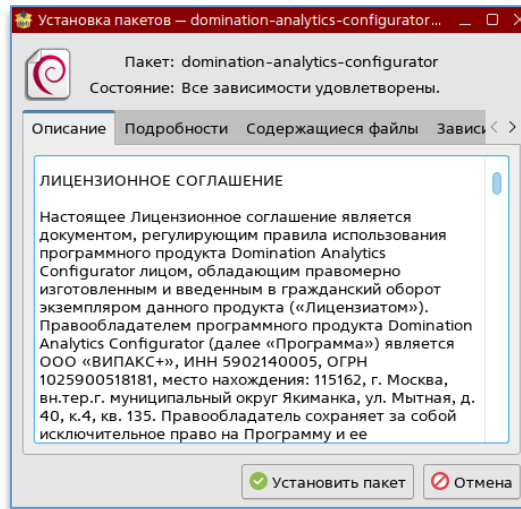 Установка пакетов — domination-analytics-configurator...
Пакет: domination-analytics-configurator
Состояние: Все зависимости удовлетворены.
Описание Подробности Содержащиеся файлы Зависи
ЛИЦЕНЗИОННОЕ СОГЛАШЕНИЕ
Настоящее Лицензионное соглашение является
документом, регулирующим правила использования
программного продукта Domination Analytics
Configurator лицом, обладающим правомерно
изготовленным и введенным в гражданский оборот
экземпляром данного продукта («Лицензиатом»).
Правообладателем программного продукта Domination
Analytics Configurator (далее «Программа») является
ООО «ВИПАКС+», ИНН 5902140005, ОГРН
1025900518181, место нахождения: 115162, г. Москва,
вн.тер.г. муниципальный округ Якиманка, ул. Мытная, д.
40, к.4, кв. 135. Правообладатель сохраняет за собой
исключительное право на Программу и ее
Установить пакет Отмена